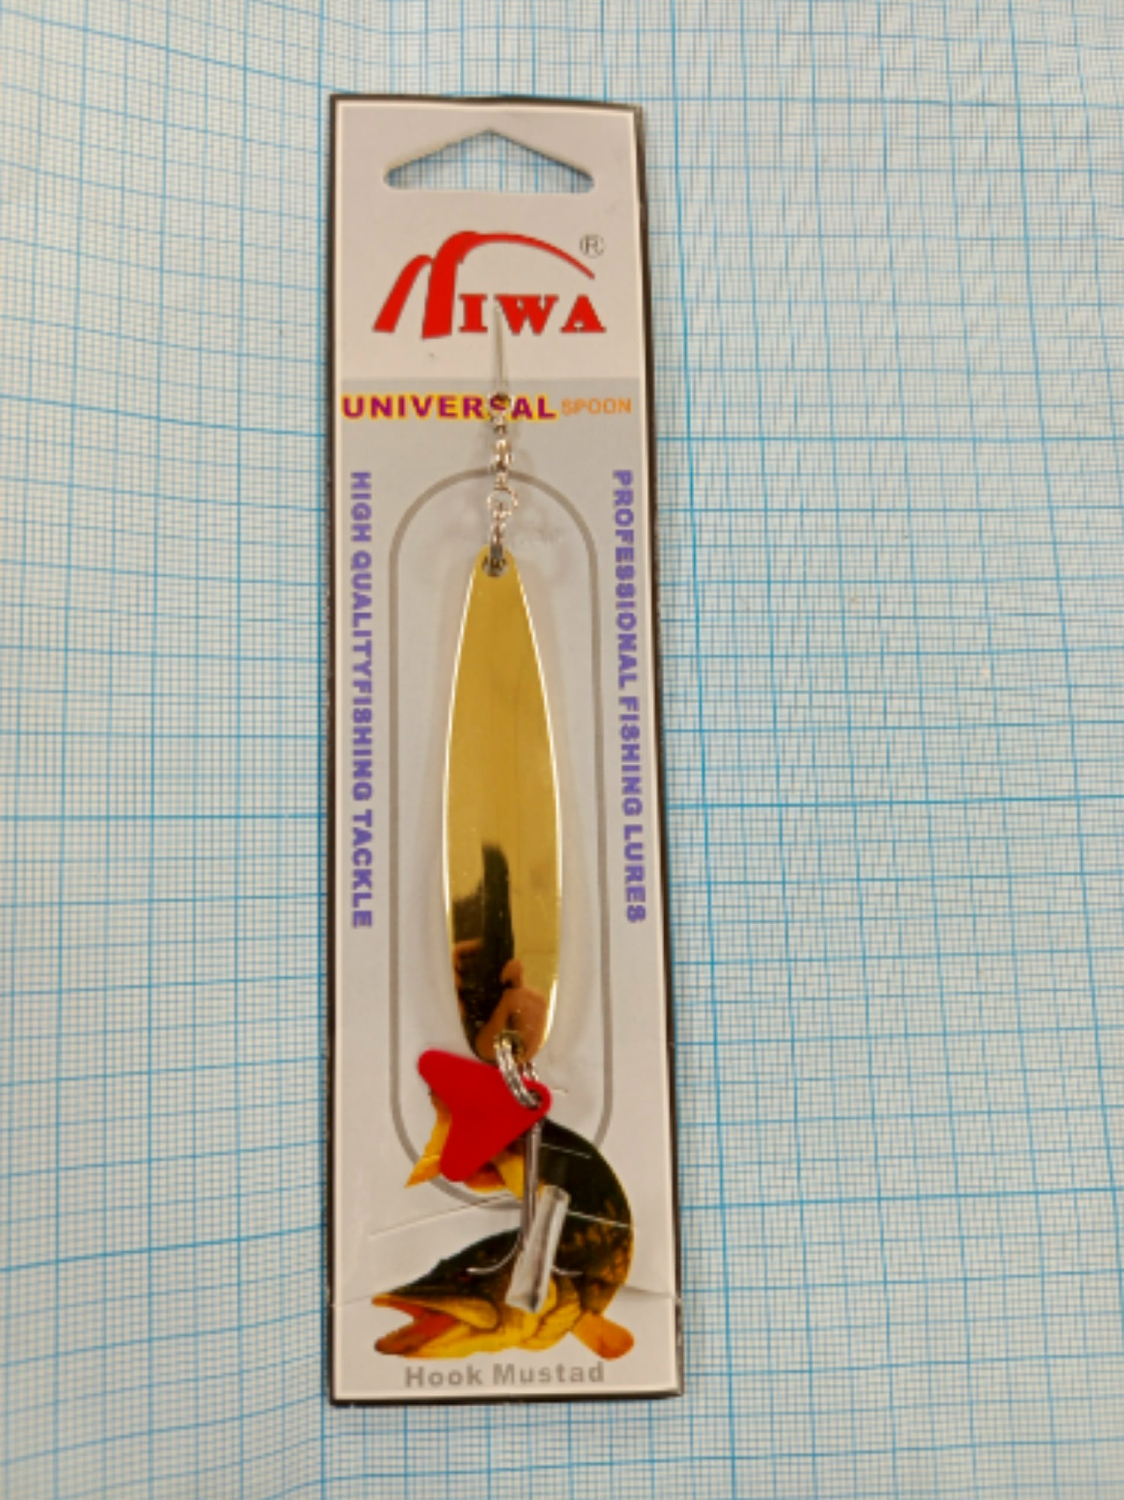 AIWA ®
UNIVERSAL SPOON
HIGH QUALITYFISHING TACKLE
PROFESSIONAL FISHING LURES
Hook Mustad